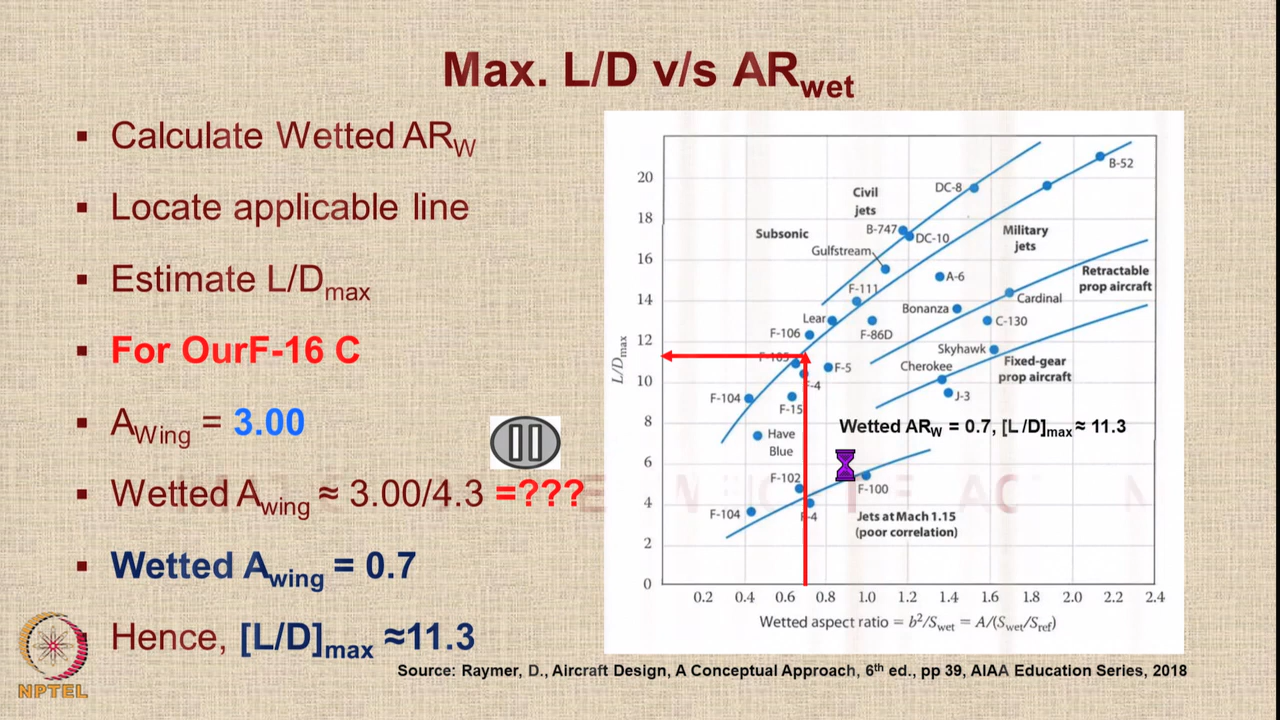 Max. L/D v/s ARwet
▪ Calculate Wetted ARW
▪ Locate applicable line
▪ Estimate L/Dmax
▪ For OurF-16 C
▪ AWing = 3.00
▪ Wetted Awing ≈ 3.00/4.3 =???
▪ Wetted Awing = 0.7
▪ Hence, [L/D]max ≈11.3
NPTEL
L/Dmax
20
18
16
14
12
10
8
6
4
2
0
0.2 0.4 0.6 0.8 1.0 1.2 1.4 1.6 1.8 2.0 2.2 2.4
Wetted aspect ratio = b²/Swet = A/(Swet/Sref)
B-52
DC-8
Civil
jets
B-747
DC-10
Subsonic
Gulfstream
Military
jets
A-6
F-111
Retractable
prop aircraft
Cardinal
Bonanza
C-130
Lear
F-86D
F-106
Skyhawk
F-105
Fixed-gear
prop aircraft
Cherokee
F-5
F-4
J-3
F-104
F-15
Wetted ARW = 0.7, [L /D]max ≈ 11.3
Have
Blue
F-102
F-100
F-104
F-4
Jets at Mach 1.15
(poor correlation)
Source: Raymer, D., Aircraft Design, A Conceptual Approach, 6th ed., pp 39, AIAA Education Series, 2018